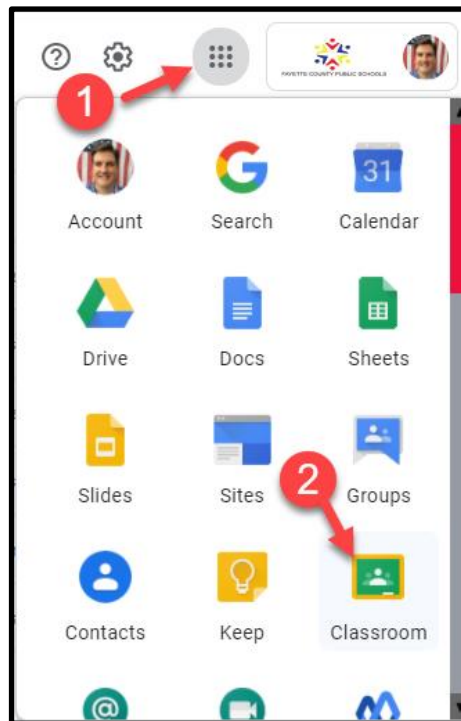 FAYETTE COUNTY PUBLIC SCHOOLS
1
31
Account Search Calendar
Drive Docs Sheets
2
Slides Sites Groups
Contacts Keep Classroom